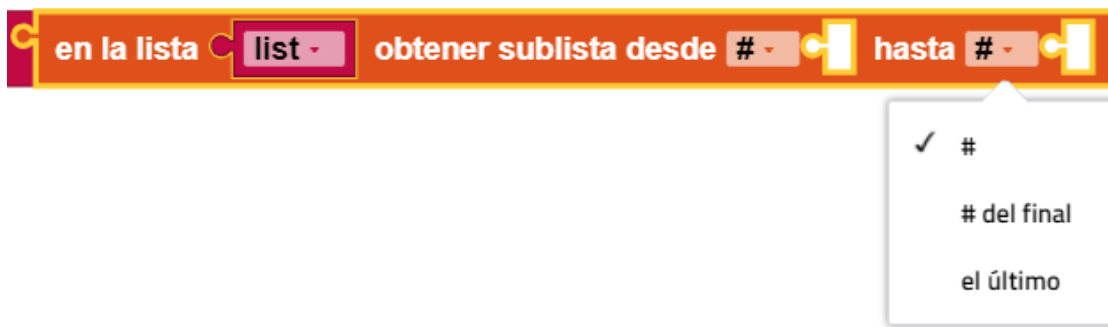 en la lista list obtener sublista desde # hasta #
✓ #
# del final
el último